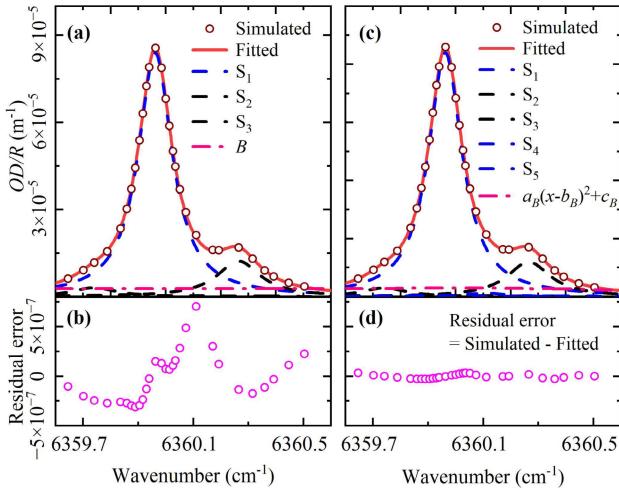 (a)
Simulated
Fitted
S₁
S₂
S₃
B
9×10⁻⁵
6×10⁻⁵
3×10⁻⁵
QD/R (m⁻¹)
(c)
Simulated
Fitted
S₁
S₂
S₃
S₄
S₅
a_B(x-b_B)²+c_B
(b)
5×10⁻⁷
0
−5×10⁻⁷
Residual error
6359.7 6360.1 6360.5
Wavenumber (cm⁻¹)
(d)
Residual error
= Simulated - Fitted
6359.7 6360.1 6360.5
Wavenumber (cm⁻¹)